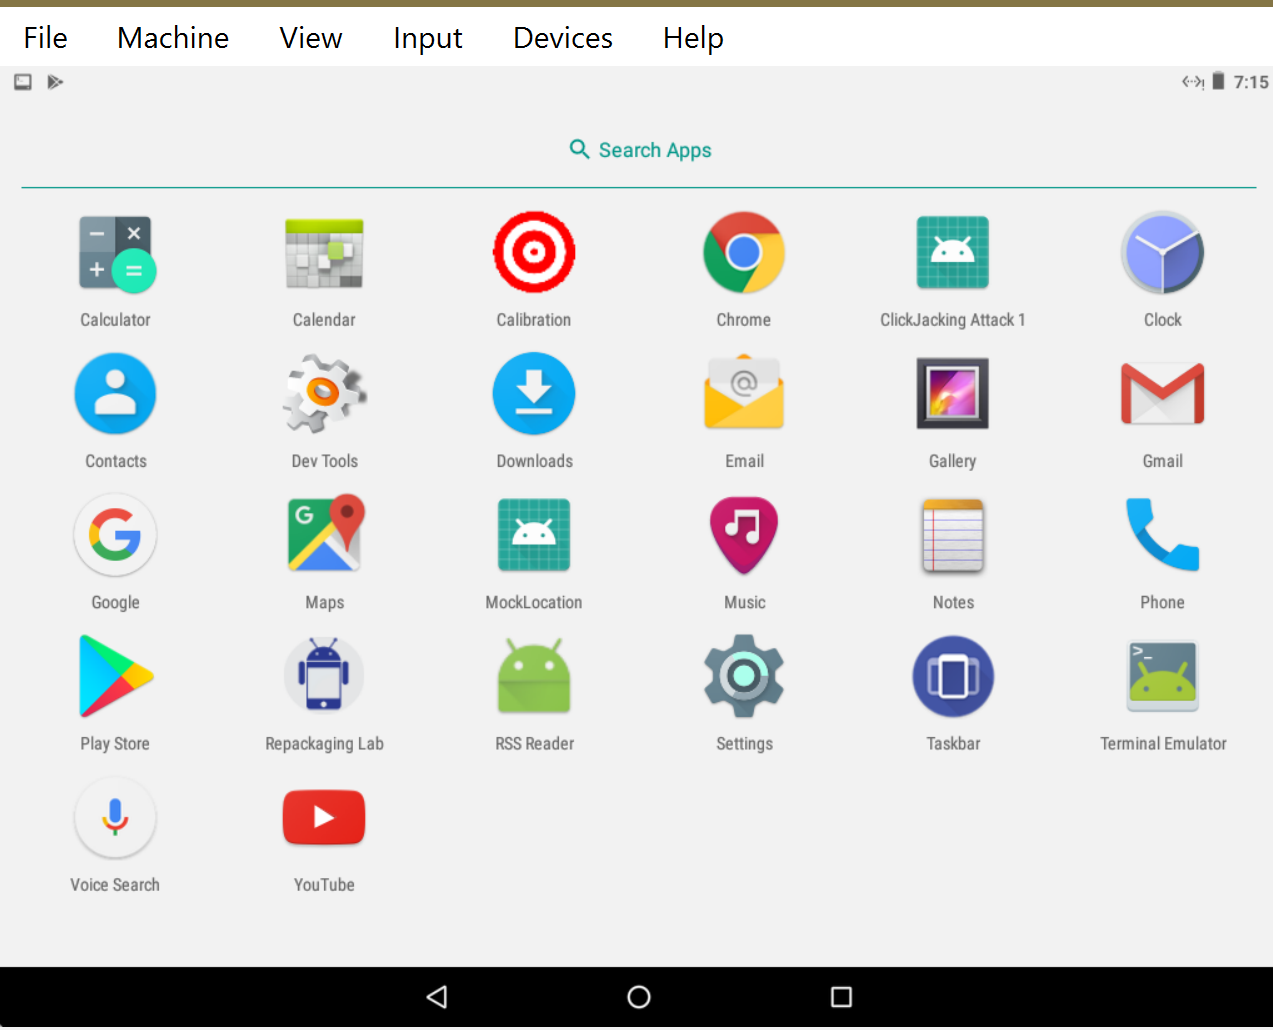 File Machine View Input Devices Help
7:15
Search Apps
Calculator Calendar Calibration Chrome ClickJacking Attack 1 Clock
Contacts Dev Tools Downloads Email Gallery Gmail
Google Maps MockLocation Music Notes Phone
Play Store Repackaging Lab RSS Reader Settings Taskbar Terminal Emulator
Voice Search YouTube